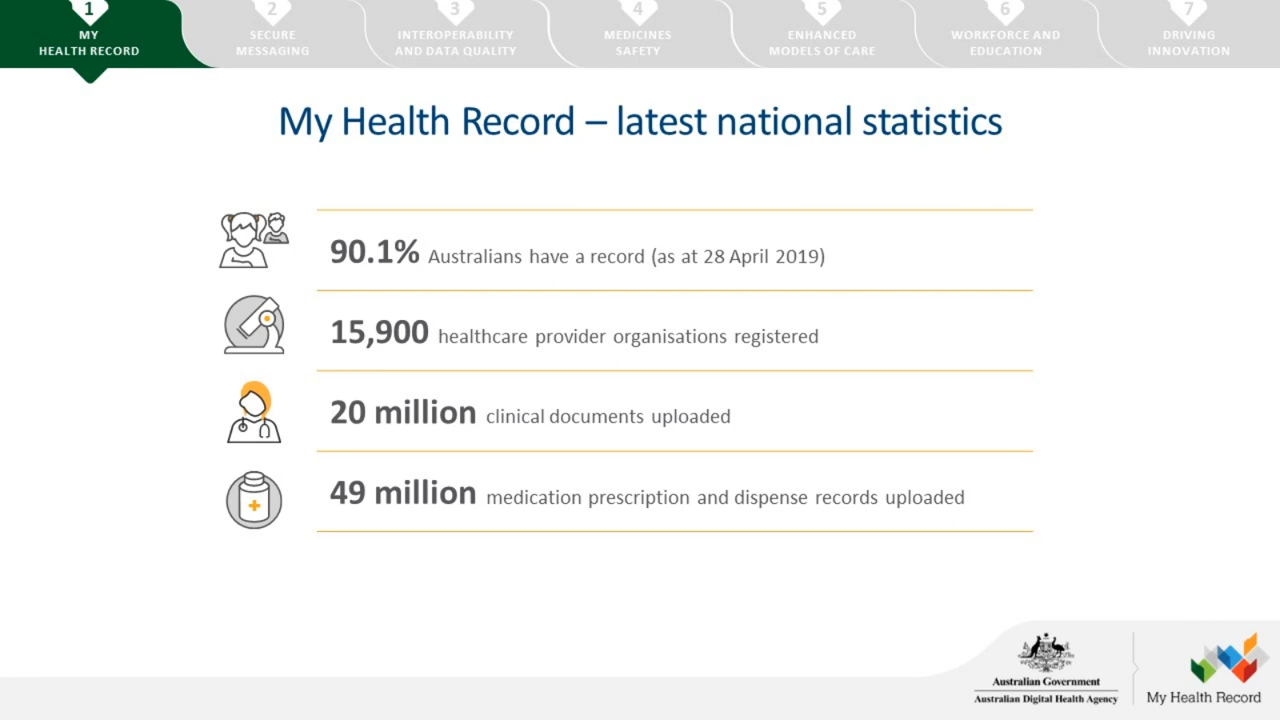 1
MY
HEALTH RECORD
2
SECURE
MESSAGING
3
INTEROPERABILITY
AND DATA QUALITY
4
MEDICINES
SAFETY
5
ENHANCED
MODELS OF CARE
6
WORKFORCE AND
EDUCATION
7
DRIVING
INNOVATION
My Health Record – latest national statistics
90.1% Australians have a record (as at 28 April 2019)
15,900 healthcare provider organisations registered
20 million clinical documents uploaded
49 million medication prescription and dispense records uploaded
Australian Government
Australian Digital Health Agency
My Health Record